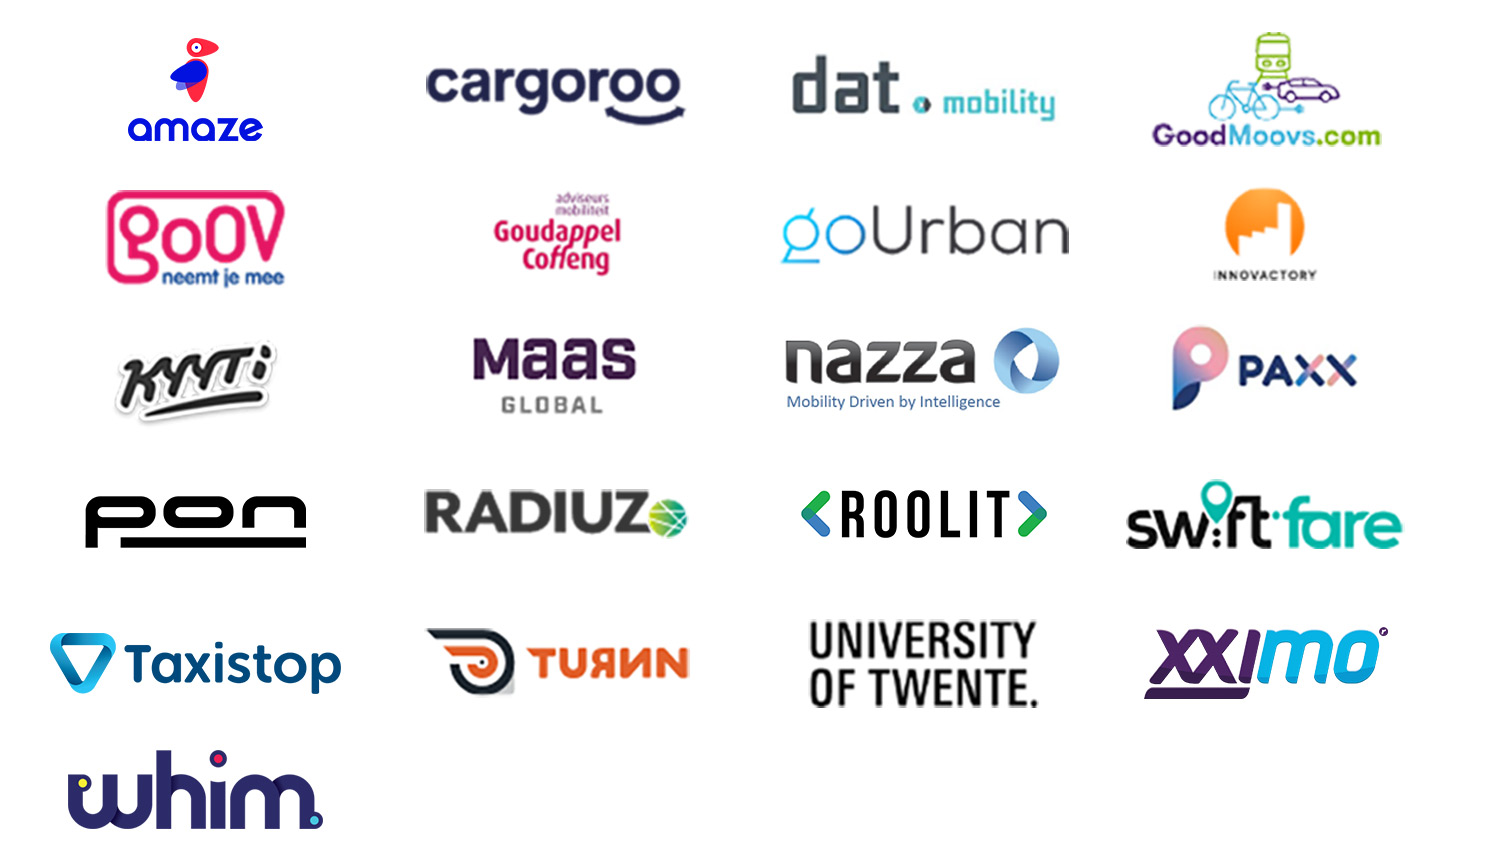 amaze
cargoroo
dat.mobility
GoodMoovs.com
goOV
neemt je mee
adviseurs
mobiliteit
Goudappel
Coffeng
goUrban
INNOVACTORY
KYYTi
MaaS
GLOBAL
nazza
Mobility Driven by Intelligence
PAXX
pon
RADIUZ
<ROOLIT>
swift·fare
Taxistop
TUЯИN
UNIVERSITY
OF TWENTE.
XXImo
whim.